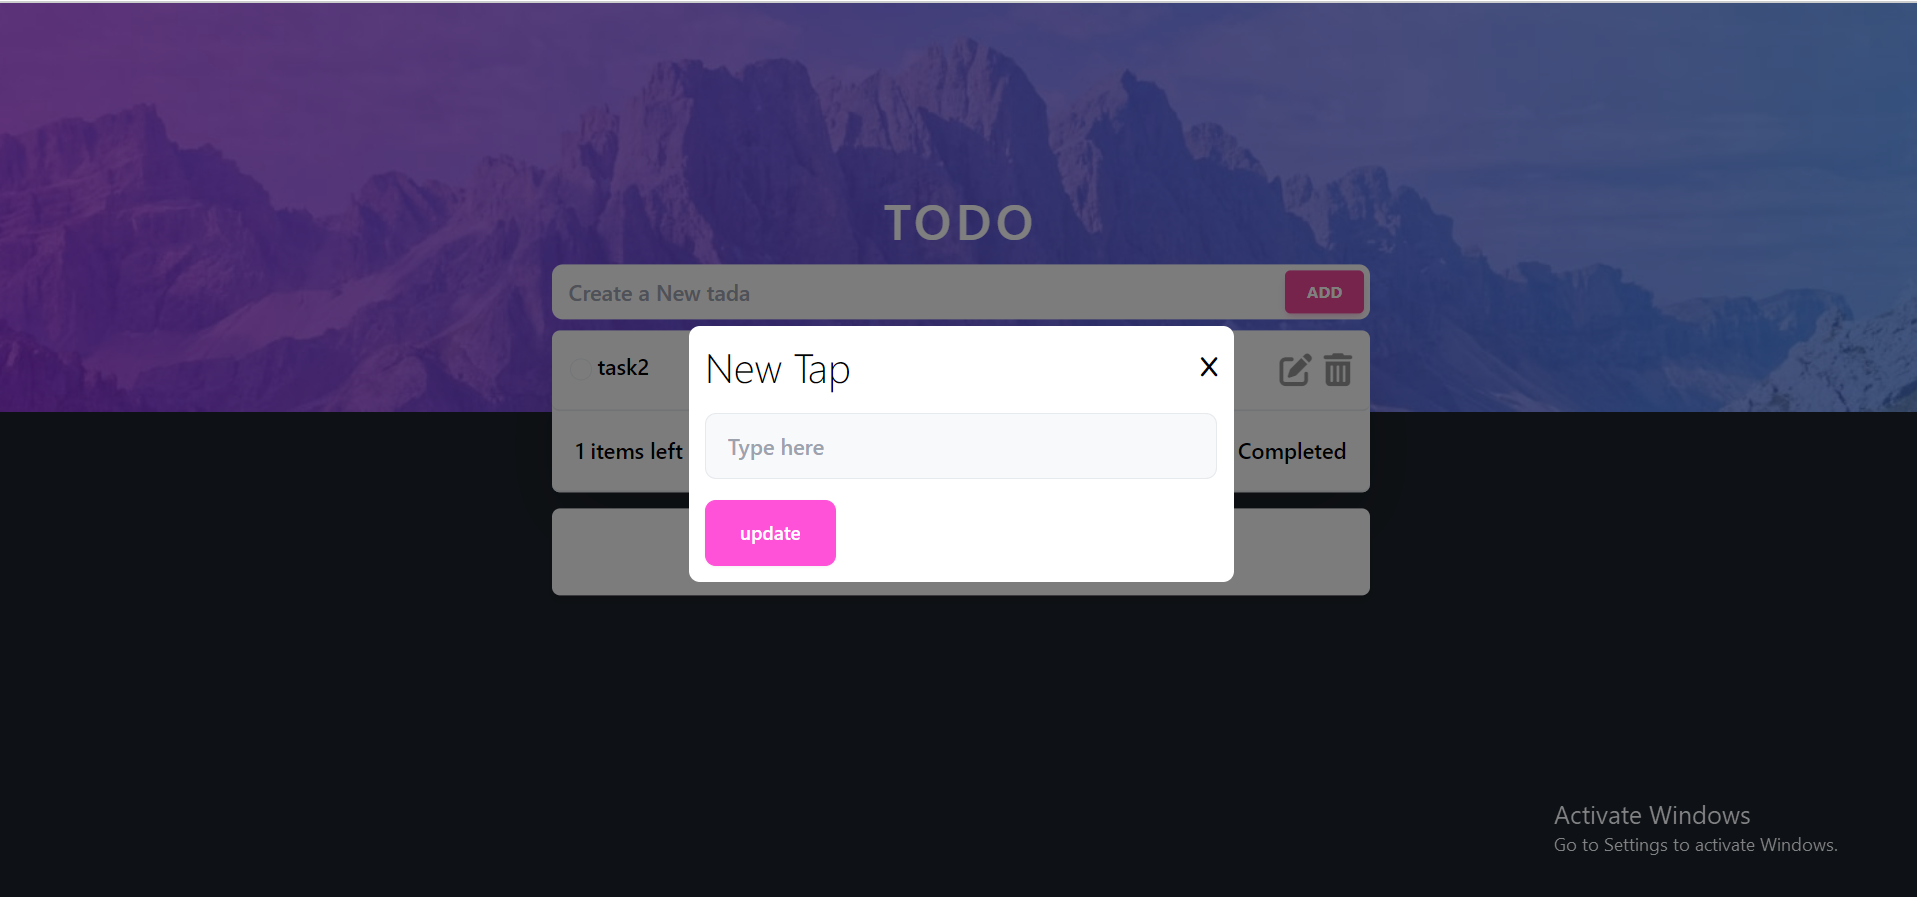 TODO
Create a New tada
ADD
task2
New Tap
X
Type here
1 items left
Completed
update
Activate Windows
Go to Settings to activate Windows.